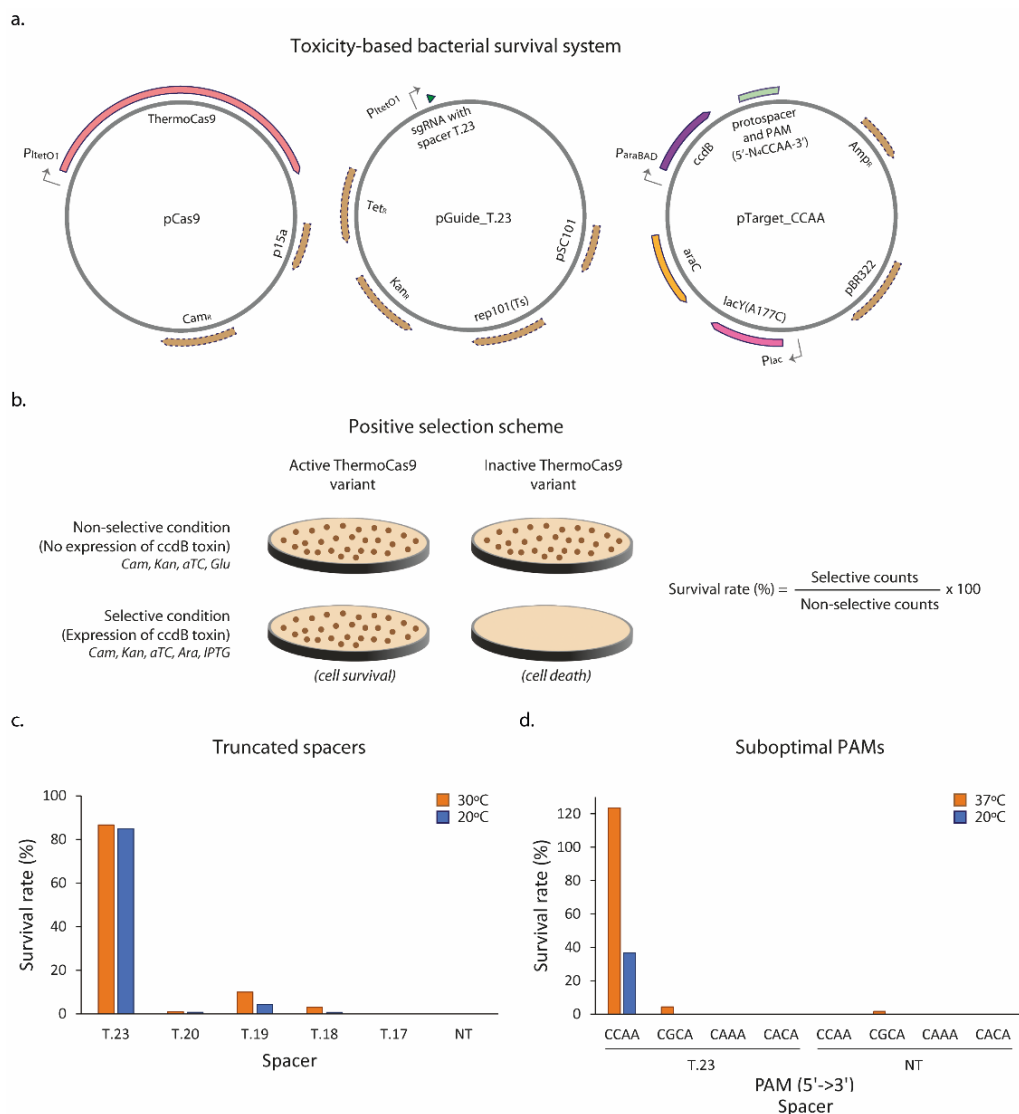 a.
Toxicity-based bacterial survival system
PltetO1
ThermoCas9
pCas9
p15a
CamR
PltetO1
sgRNA with
spacer T.23
TetR
pGuide_T.23
pSC101
KanR
rep101(Ts)
ParaBAD
ccdB
protospacer
and PAM
(5'-N4CCAA-3')
AmpR
pTarget_CCAA
araC
pBR322
lacY(A177C)
Plac
b.
Positive selection scheme
Active ThermoCas9
variant
Inactive ThermoCas9
variant
Non-selective condition
(No expression of ccdB toxin)
Cam, Kan, aTC, Glu
Selective condition
(Expression of ccdB toxin)
Cam, Kan, aTC, Ara, IPTG
(cell survival)
(cell death)
Survival rate (%) = Selective counts / Non-selective counts x 100
c.
Truncated spacers
30ºC
20ºC
Survival rate (%)
100
80
60
40
20
0
T.23 T.20 T.19 T.18 T.17 NT
Spacer
d.
Suboptimal PAMs
37ºC
20ºC
Survival rate (%)
120
100
80
60
40
20
0
CCAA CGCA CAAA CACA CCAA CGCA CAAA CACA
T.23 NT
PAM (5'->3')
Spacer